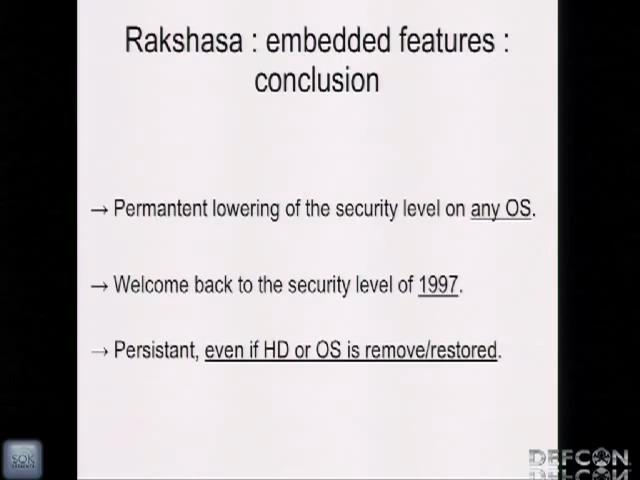 Rakshasa : embedded features :
conclusion
→ Permantent lowering of the security level on any OS.
→ Welcome back to the security level of 1997.
→ Persistant, even if HD or OS is remove/restored.
SOK
DEFCON